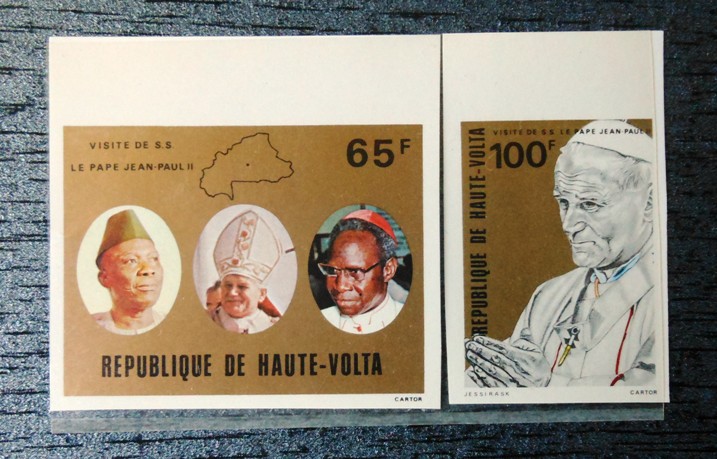 VISITE DE S.S
LE PAPE JEAN-PAUL II
65F
REPUBLIQUE DE HAUTE-VOLTA
CARTOR
VISITE DE S.S LE PAPE JEAN-PAUL II
100F
REPUBLIQUE DE HAUTE-VOLTA
JESSIRASK
CARTOR